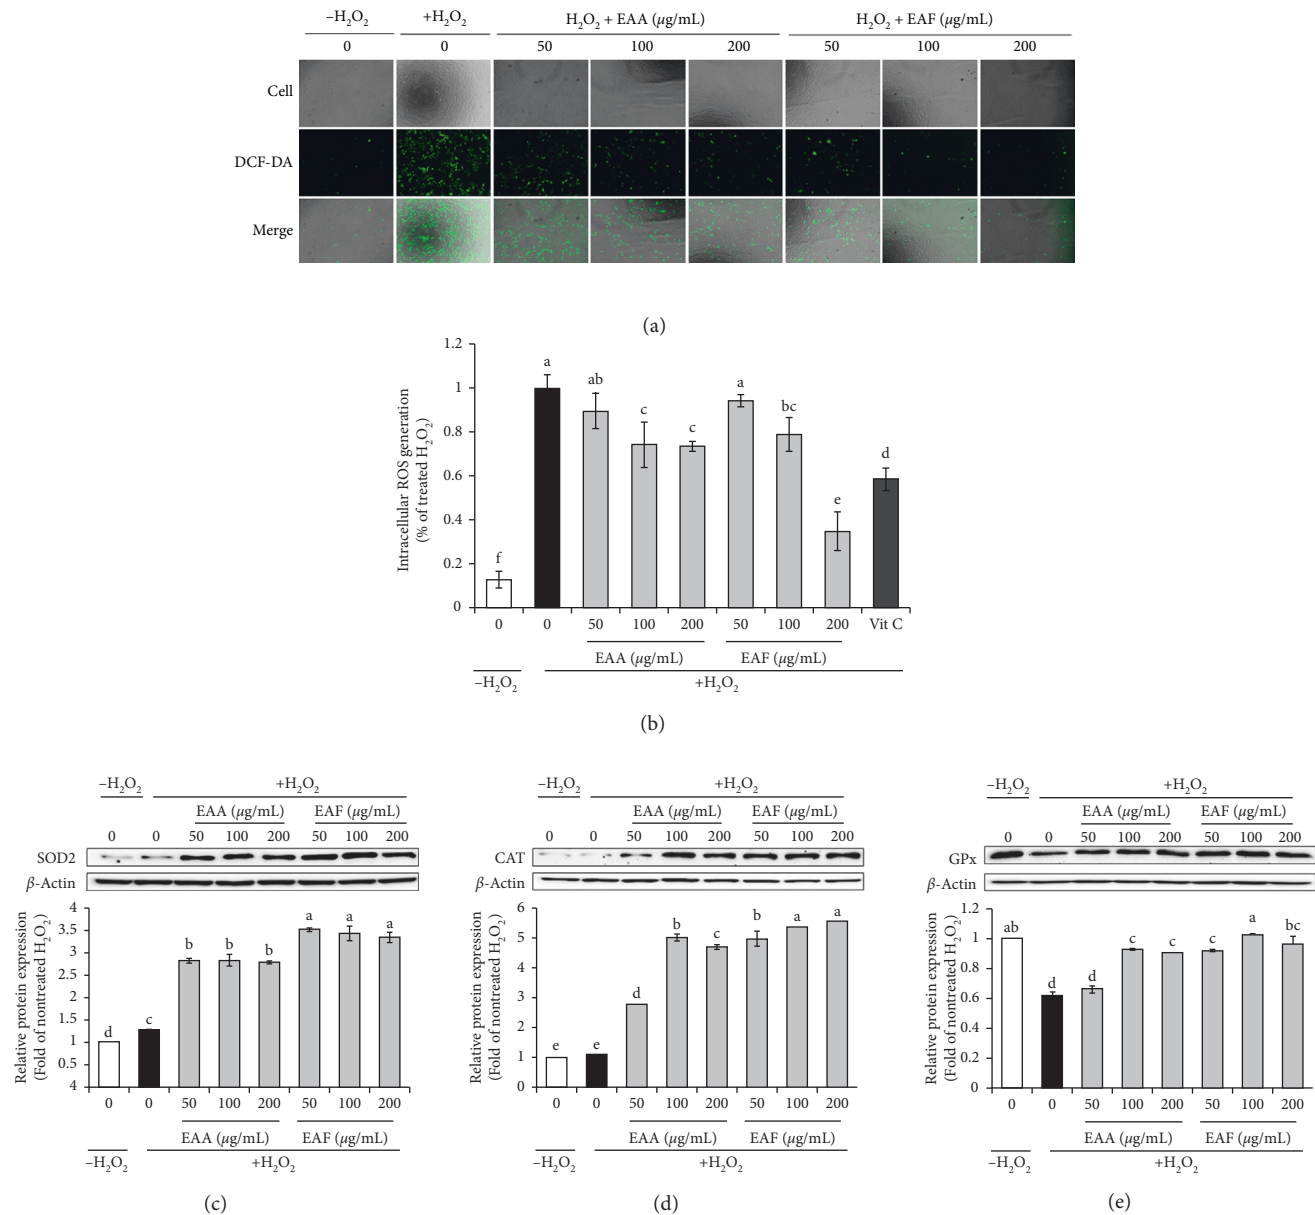 –H₂O₂ +H₂O₂ H₂O₂ + EAA (μg/mL) H₂O₂ + EAF (μg/mL)
0 0 50 100 200 50 100 200
Cell
DCF-DA
Merge
(a)
Intracellular ROS generation
(% of treated H₂O₂)
1.2
1
0.8
0.6
0.4
0.2
0
f a ab c c a bc e d
0 0 50 100 200 50 100 200 Vit C
EAA (μg/mL) EAF (μg/mL)
–H₂O₂ +H₂O₂
(b)
–H₂O₂ +H₂O₂
EAA (μg/mL) EAF (μg/mL)
0 0 50 100 200 50 100 200
SOD2
β-Actin
Relative protein expression
(Fold of nontreated H₂O₂)
4
3.5
3
2.5
2
1.5
1
0.5
4
d c b b b a a a
0 0 50 100 200 50 100 200
EAA (μg/mL) EAF (μg/mL)
–H₂O₂ +H₂O₂
(c)
–H₂O₂ +H₂O₂
EAA (μg/mL) EAF (μg/mL)
0 0 50 100 200 50 100 200
CAT
β-Actin
Relative protein expression
(Fold of nontreated H₂O₂)
6
5
4
3
2
1
0
e e d b c b a a
0 0 50 100 200 50 100 200
EAA (μg/mL) EAF (μg/mL)
–H₂O₂ +H₂O₂
(d)
–H₂O₂ +H₂O₂
EAA (μg/mL) EAF (μg/mL)
0 0 50 100 200 50 100 200
GPx
β-Actin
Relative protein expression
(Fold of nontreated H₂O₂)
1.2
1
0.8
0.6
0.4
0.2
0
ab d d c c c a bc
0 0 50 100 200 50 100 200
EAA (μg/mL) EAF (μg/mL)
–H₂O₂ +H₂O₂
(e)